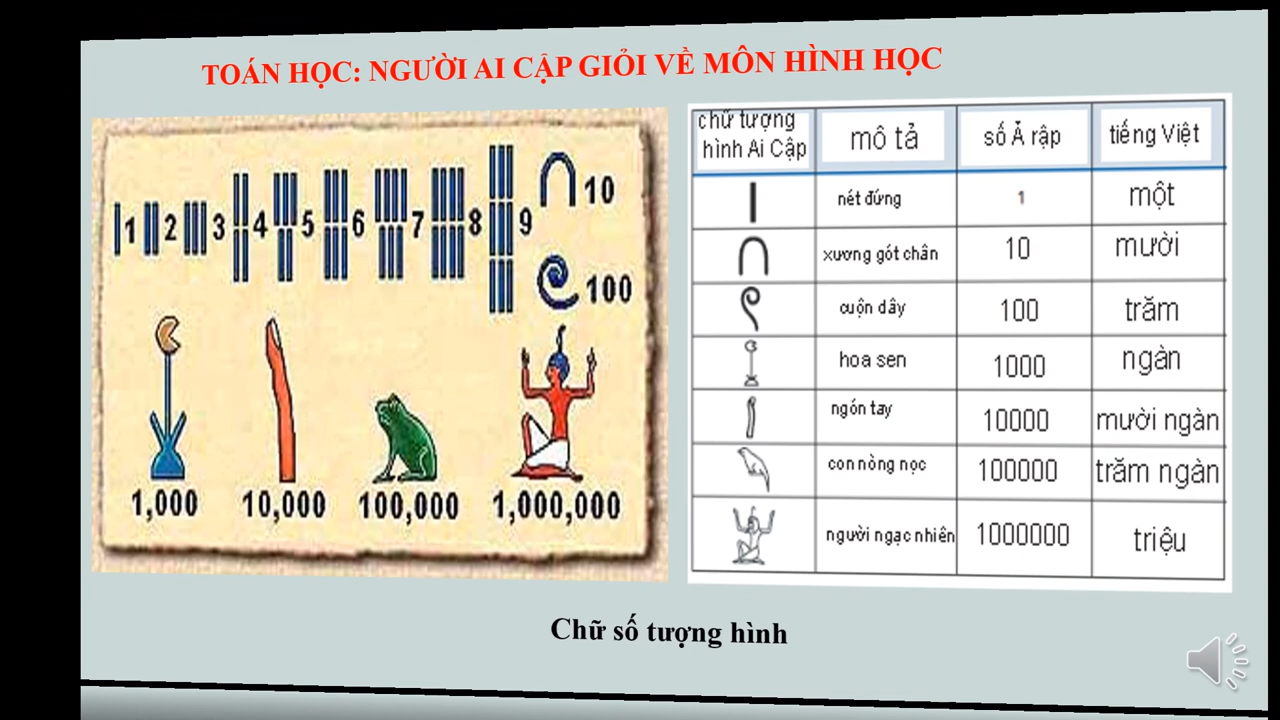 TOÁN HỌC: NGƯỜI AI CẬP GIỎI VỀ MÔN HÌNH HỌC
1 2 3 4 5 6 7 8 9 10
100
1,000 10,000 100,000 1,000,000
chữ tượng hình Ai Cập mô tả số Ả rập tiếng Việt
nét đứng 1 một
xương gót chân 10 mười
cuộn dây 100 trăm
hoa sen 1000 ngàn
ngón tay 10000 mười ngàn
con nòng nọc 100000 trăm ngàn
người ngạc nhiên 1000000 triệu
Chữ số tượng hình